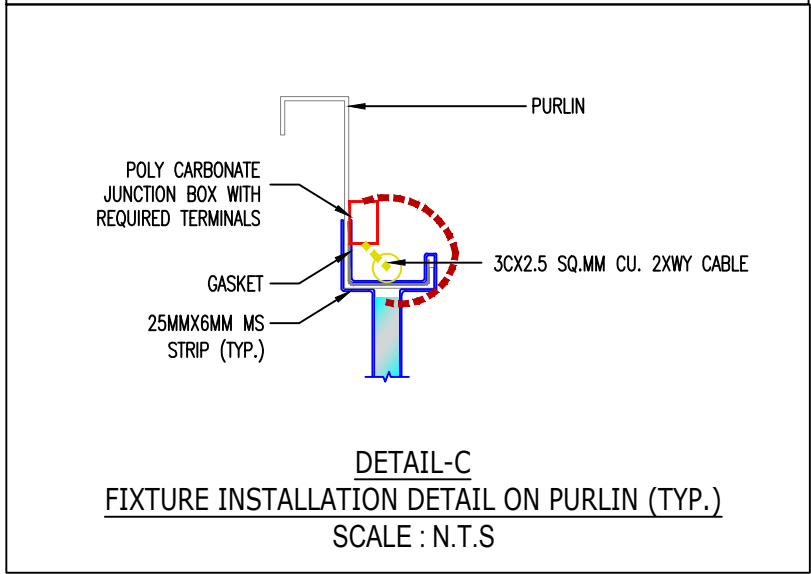 PURLIN
POLY CARBONATE
JUNCTION BOX WITH
REQUIRED TERMINALS
3CX2.5 SQ.MM CU. 2XWY CABLE
GASKET
25MMX6MM MS
STRIP (TYP.)
DETAIL-C
FIXTURE INSTALLATION DETAIL ON PURLIN (TYP.)
SCALE : N.T.S